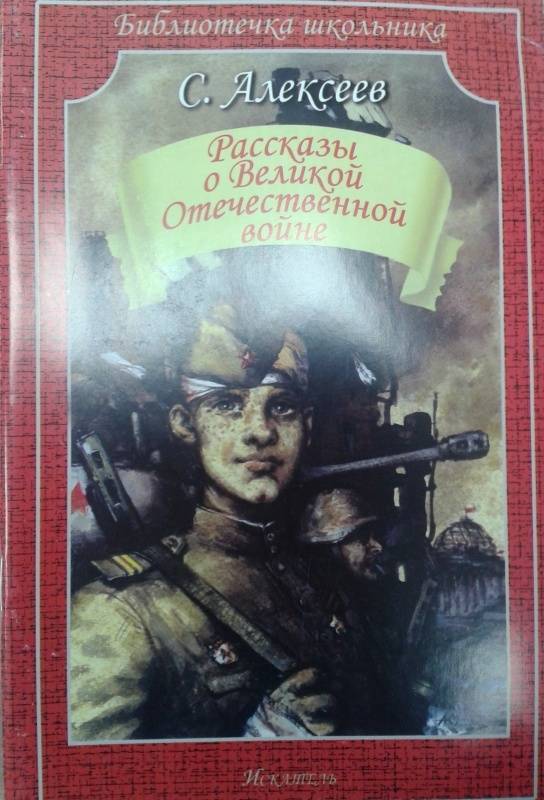 Библиотечка школьника
С. Алексеев
Рассказы
о Великой
Отечественной
войне
Искатель